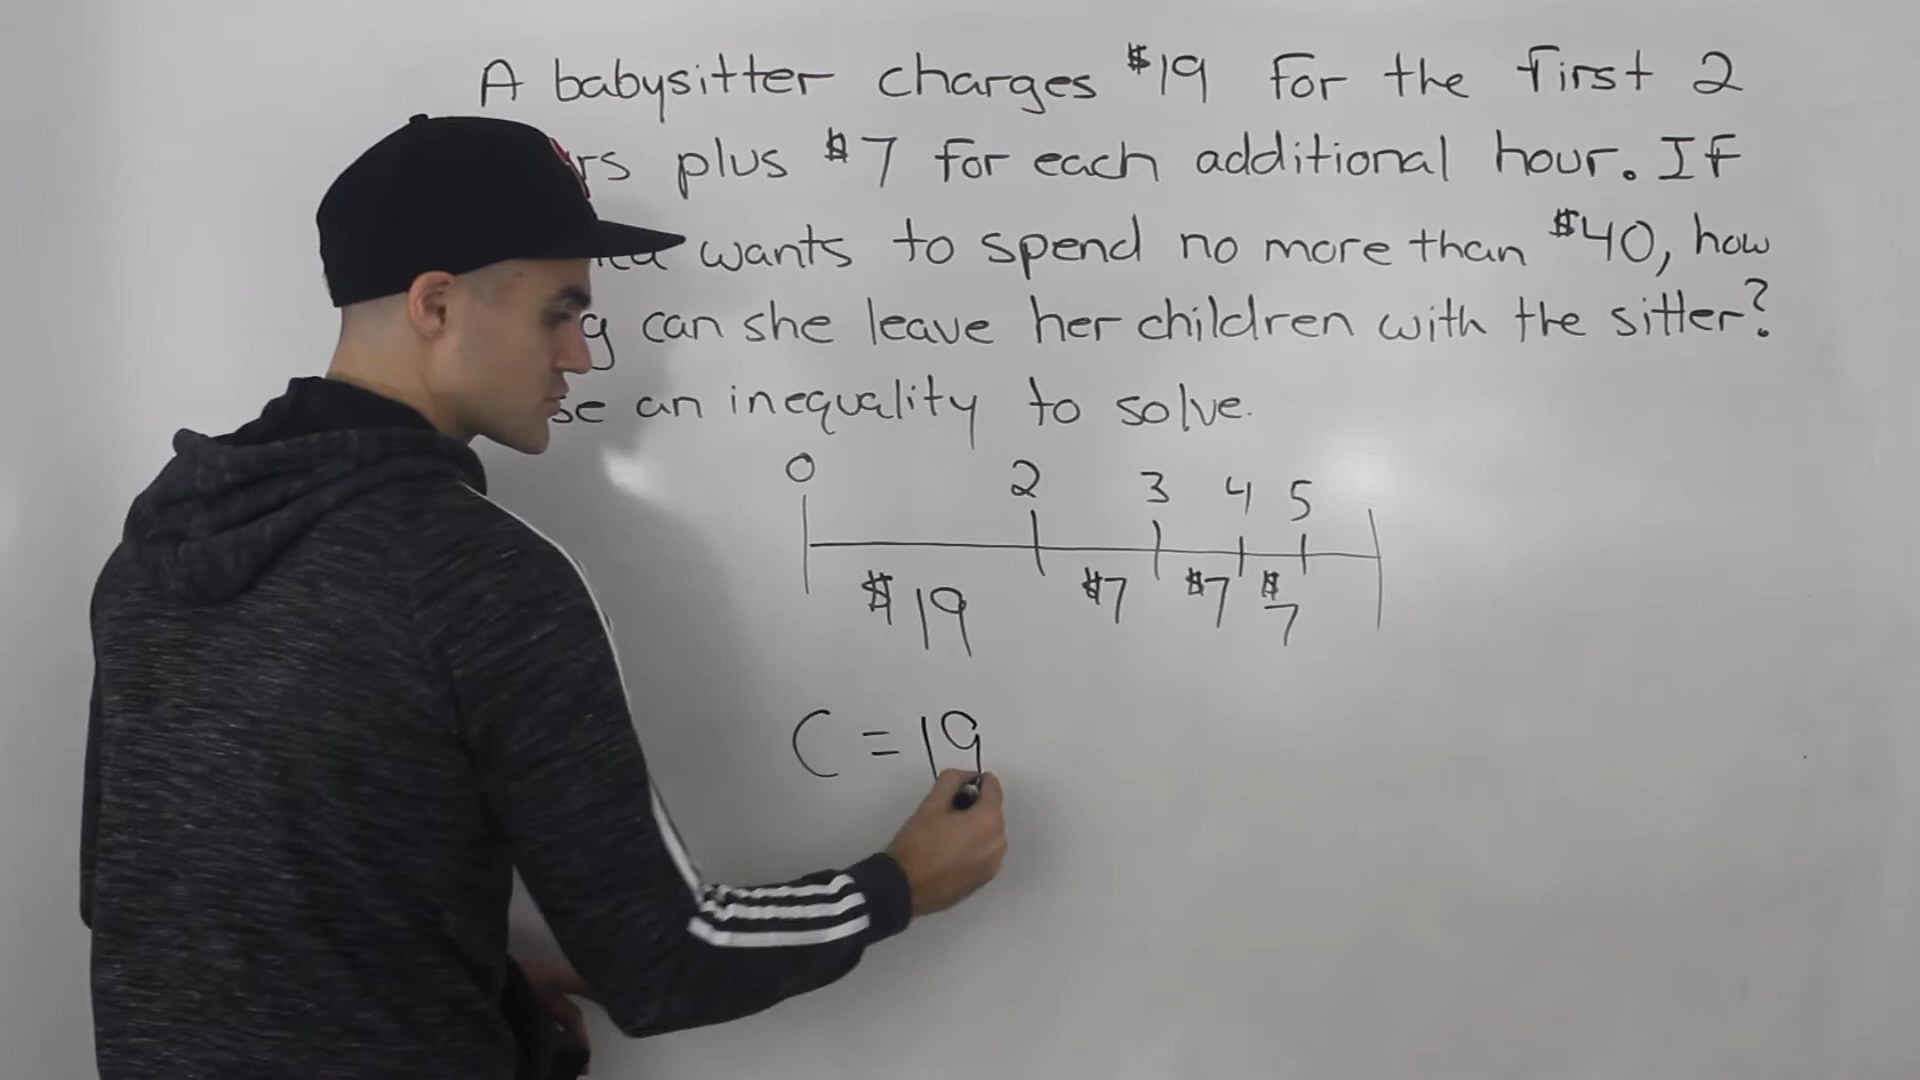 A babysitter charges $19 for the first 2
plus $7 for each additional hour. If
wants to spend no more than $40, how
can she leave her children with the sitter?
an inequality to solve.
0 2 3 4 5
$19 $7 $7 $7
C = 19